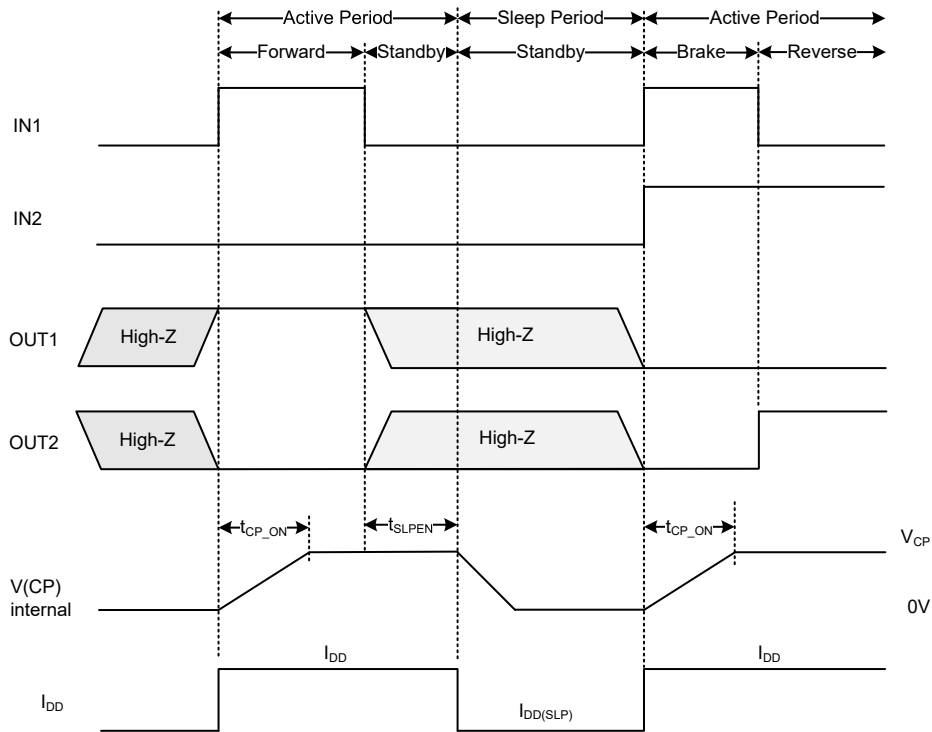 Active Period Sleep Period Active Period
Forward Standby Standby Brake Reverse
IN1
IN2
OUT1 High-Z High-Z
OUT2 High-Z High-Z
tCP_ON tSLPEN tCP_ON
VCP
V(CP)
internal
0V
IDD IDD
IDD IDD(SLP)